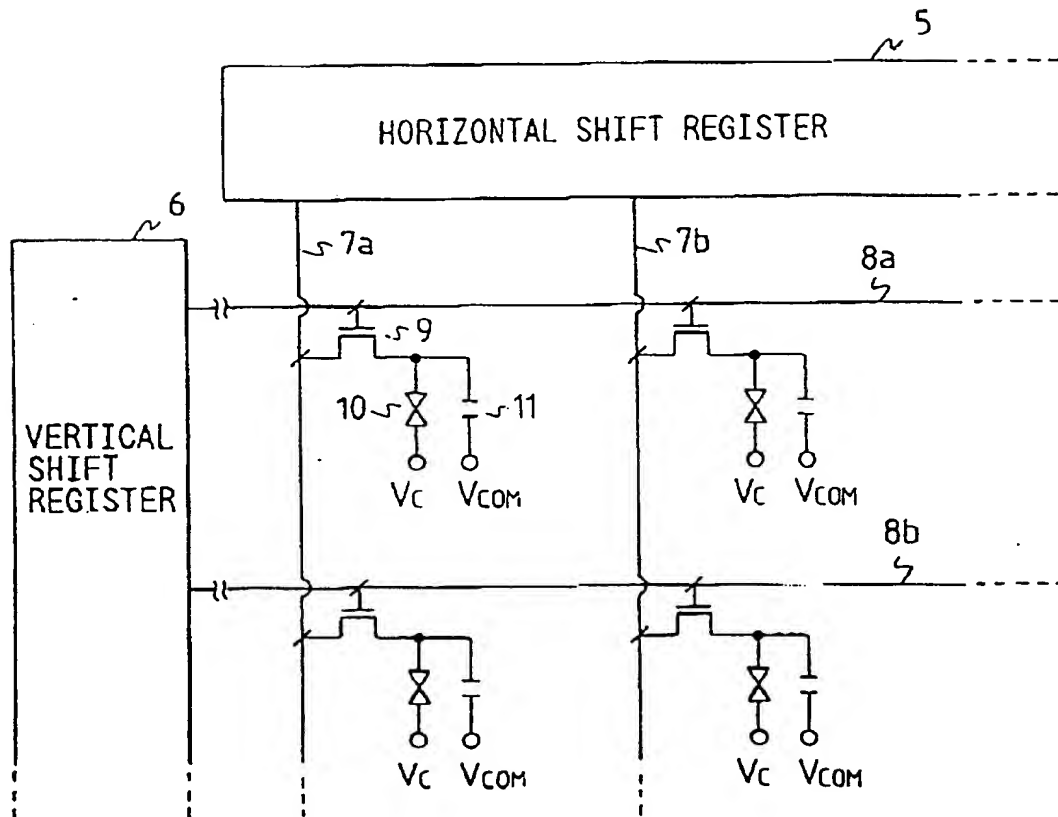 5
HORIZONTAL SHIFT REGISTER
6
7a
7b
8a
9
10
11
VC
VCOM
VC
VCOM
VERTICAL
SHIFT
REGISTER
8b
VC
VCOM
VC
VCOM